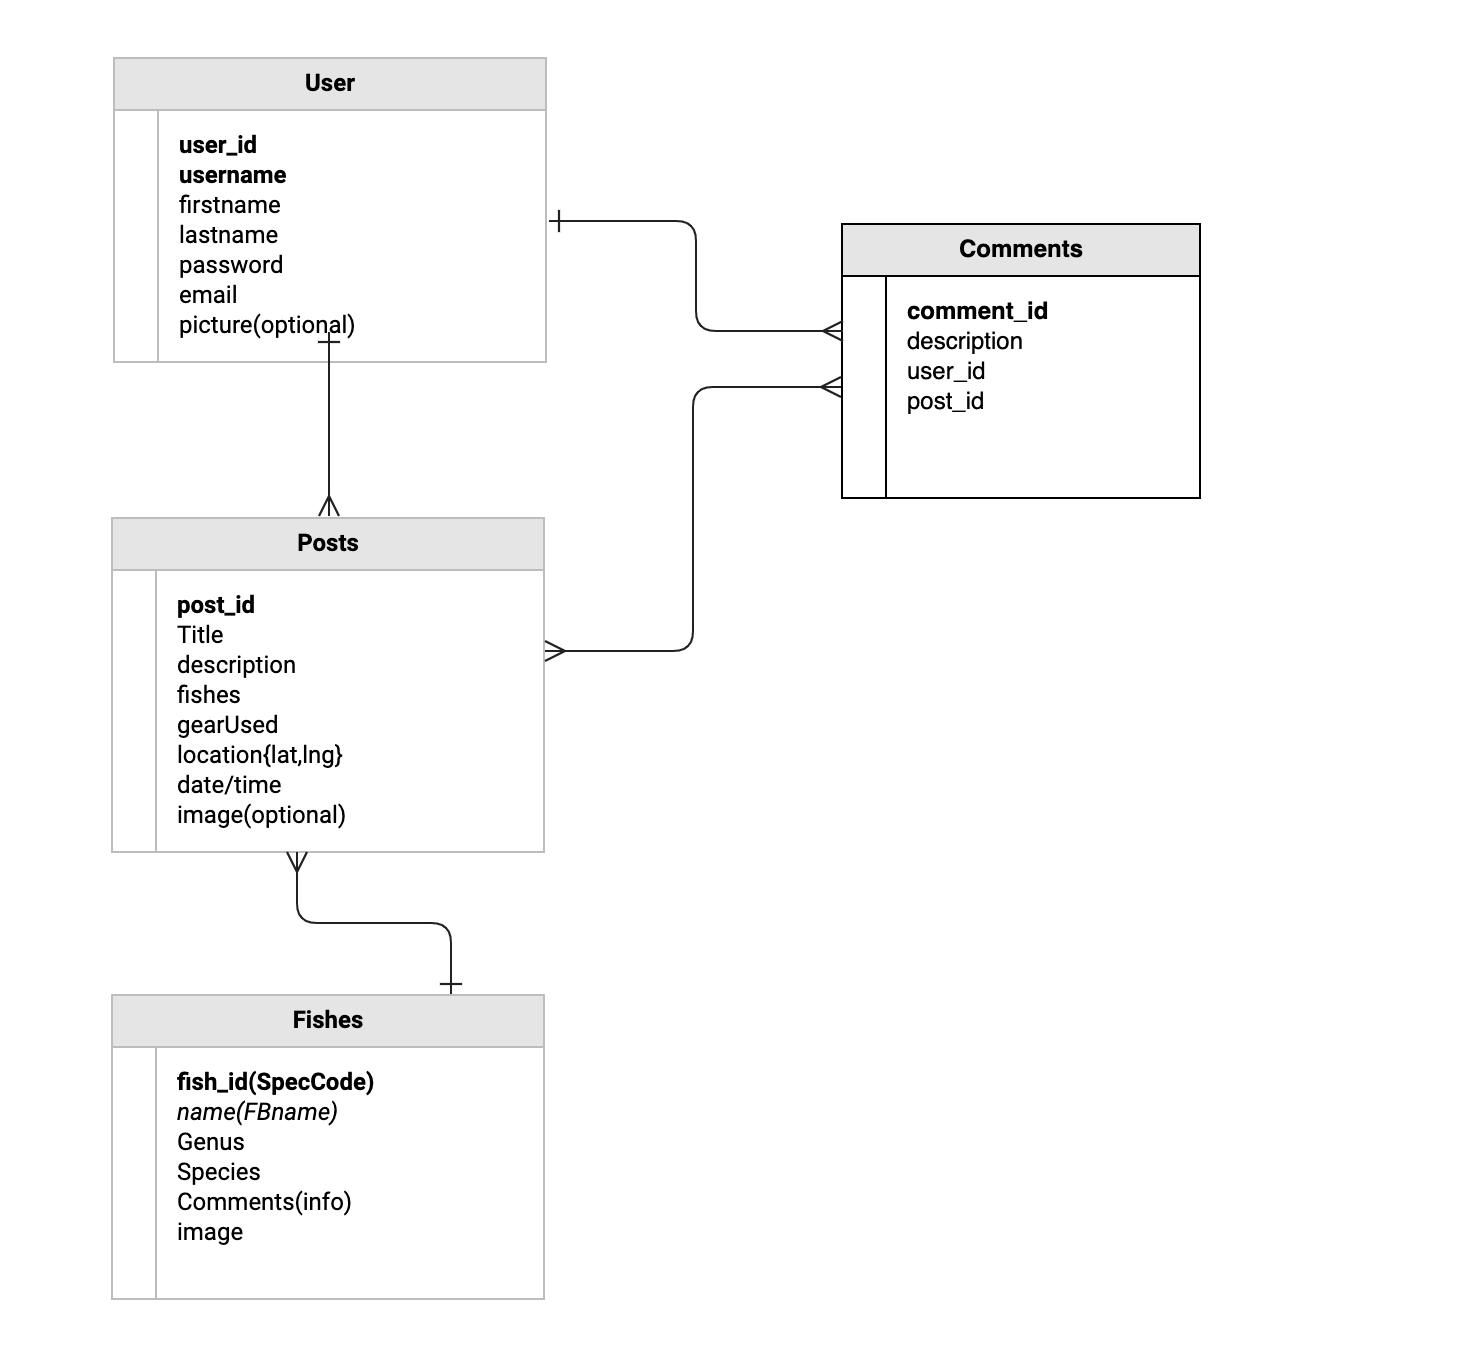 User
user_id
username
firstname
lastname
password
email
picture(optional)
Comments
comment_id
description
user_id
post_id
Posts
post_id
Title
description
fishes
gearUsed
location{lat,lng}
date/time
image(optional)
Fishes
fish_id(SpecCode)
name(FBname)
Genus
Species
Comments(info)
image